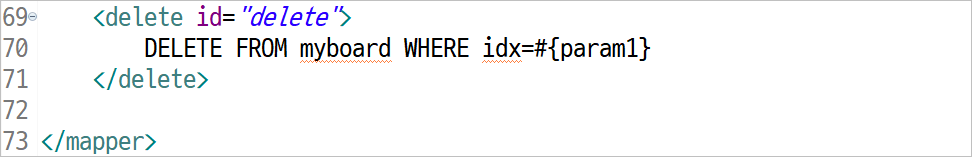 69 <delete id="delete">
70 DELETE FROM myboard WHERE idx=#{param1}
71 </delete>
72
73 </mapper>